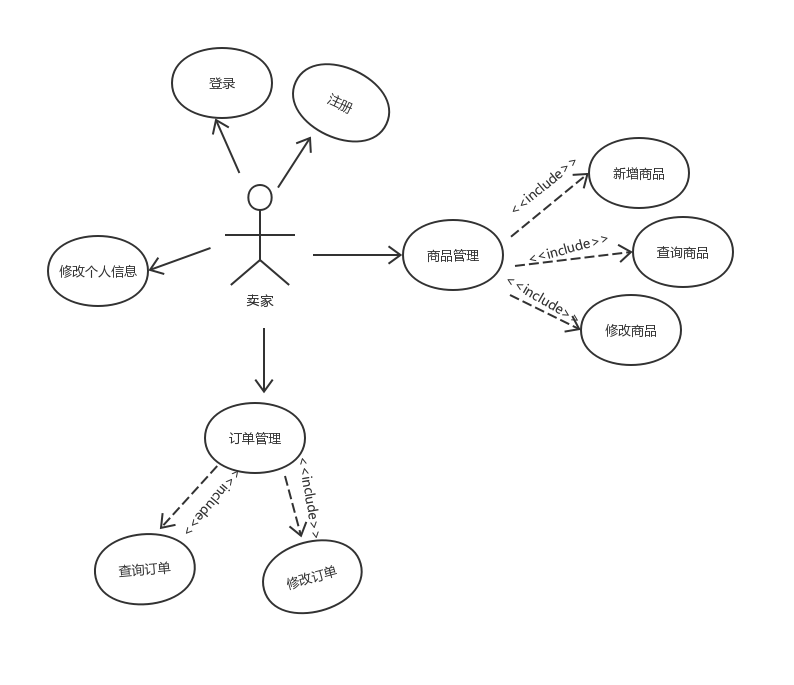 登录
注册
<<include>>
新增商品
<<include>>
查询商品
商品管理
修改个人信息
<<include>>
卖家
修改商品
订单管理
<<include>>
<<include>>
查询订单
修改订单